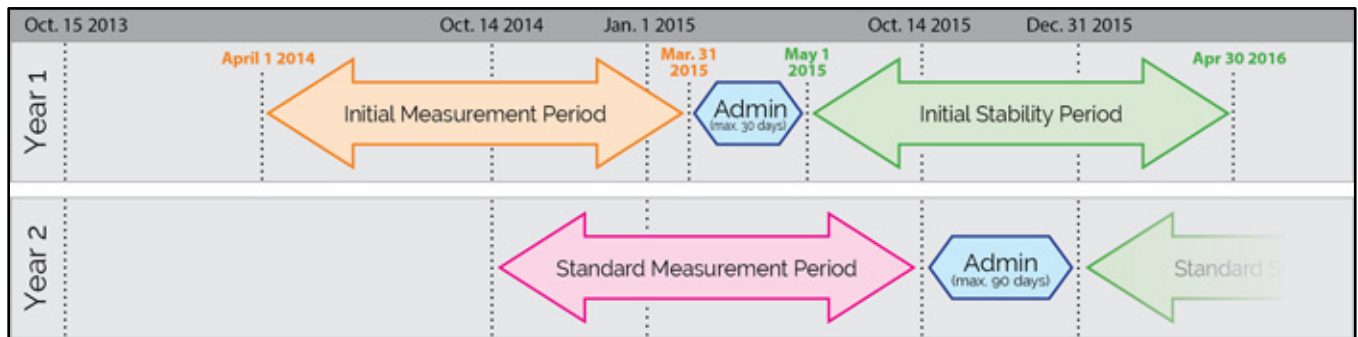 Oct. 15 2013 Oct. 14 2014 Jan. 1 2015 Oct. 14 2015 Dec. 31 2015
Year 1
April 1 2014
Mar. 31
2015
May 1
2015
Apr 30 2016
Initial Measurement Period
Admin
(max. 30 days)
Initial Stability Period
Year 2
Standard Measurement Period
Admin
(max. 90 days)
Standard S